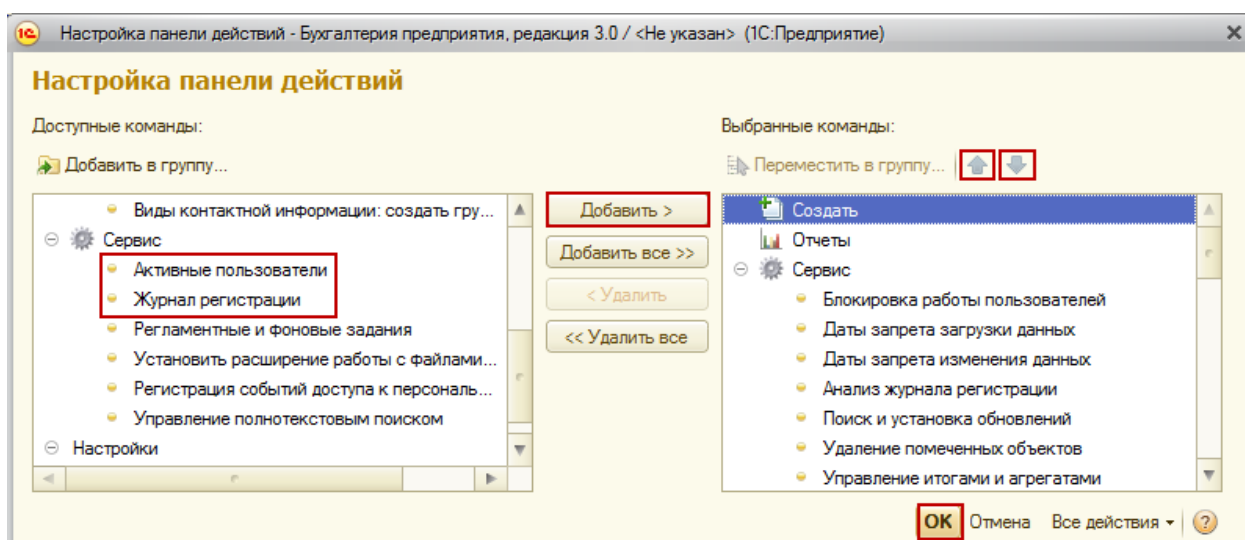 Настройка панели действий - Бухгалтерия предприятия, редакция 3.0 / <Не указан> (1С:Предприятие)
Настройка панели действий
Доступные команды:
Выбранные команды:
Добавить в группу...
Переместить в группу...
Виды контактной информации: создать гру...
Сервис
Активные пользователи
Журнал регистрации
Регламентные и фоновые задания
Установить расширение работы с файлами...
Регистрация событий доступа к персональ...
Управление полнотекстовым поиском
Настройки
Добавить >
Добавить все >>
< Удалить
<< Удалить все
Создать
Отчеты
Сервис
Блокировка работы пользователей
Даты запрета загрузки данных
Даты запрета изменения данных
Анализ журнала регистрации
Поиск и установка обновлений
Удаление помеченных объектов
Управление итогами и агрегатами
ОК Отмена Все действия ?